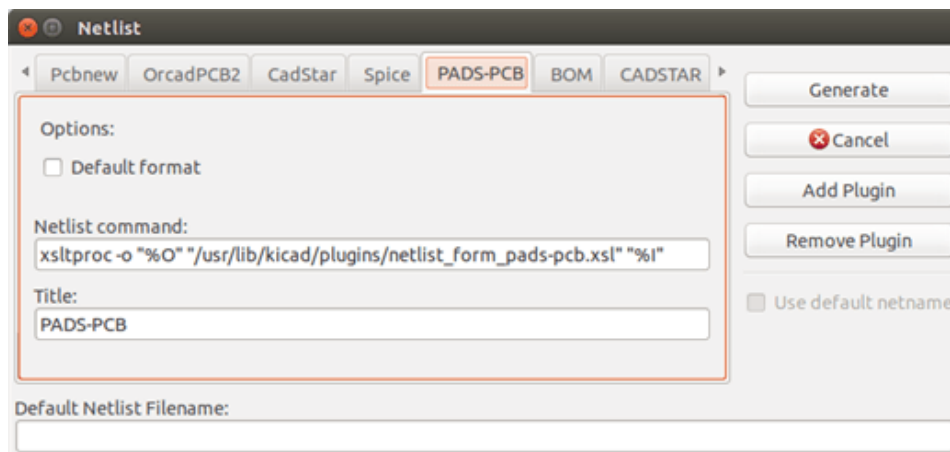 Netlist
Pcbnew OrcadPCB2 CadStar Spice PADS-PCB BOM CADSTAR
Options:
Default format
Netlist command:
xsltproc -o "%O" "/usr/lib/kicad/plugins/netlist_form_pads-pcb.xsl" "%I"
Title:
PADS-PCB
Generate
Cancel
Add Plugin
Remove Plugin
Use default netname
Default Netlist Filename: